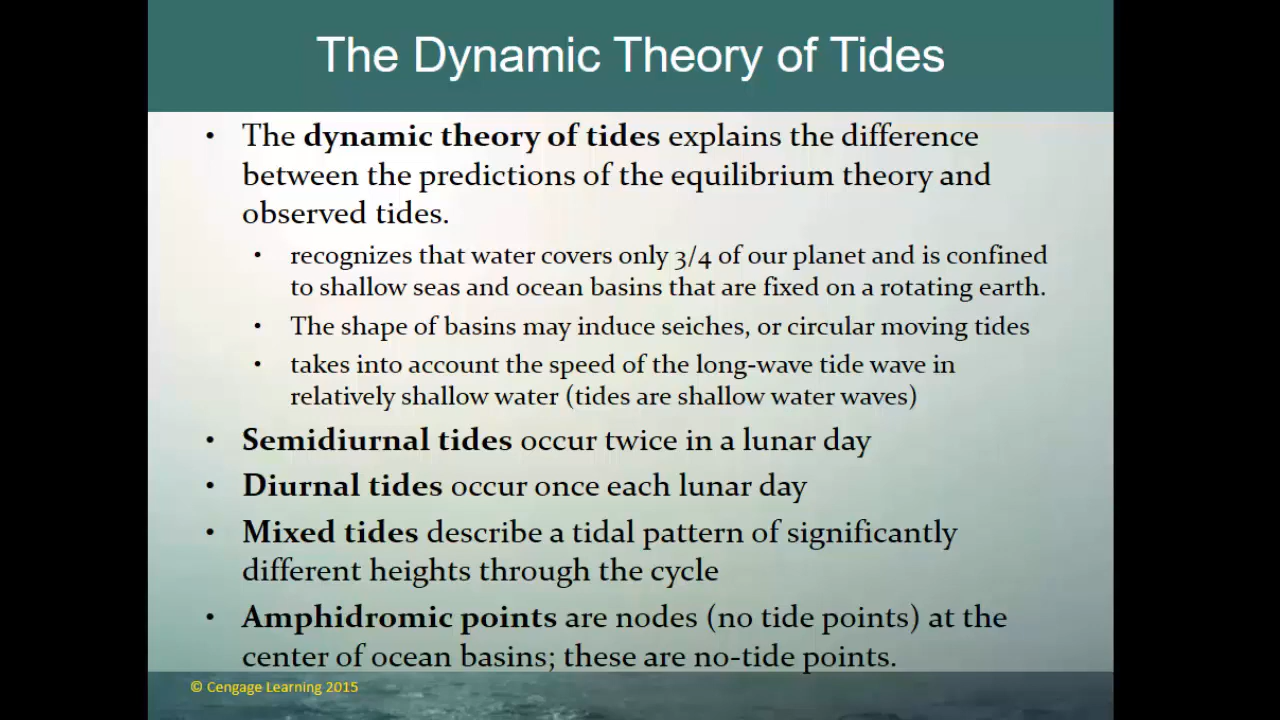 The Dynamic Theory of Tides
• The dynamic theory of tides explains the difference
between the predictions of the equilibrium theory and
observed tides.
• recognizes that water covers only 3/4 of our planet and is confined
to shallow seas and ocean basins that are fixed on a rotating earth.
• The shape of basins may induce seiches, or circular moving tides
• takes into account the speed of the long-wave tide wave in
relatively shallow water (tides are shallow water waves)
• Semidiurnal tides occur twice in a lunar day
• Diurnal tides occur once each lunar day
• Mixed tides describe a tidal pattern of significantly
different heights through the cycle
• Amphidromic points are nodes (no tide points) at the
center of ocean basins; these are no-tide points.
© Cengage Learning 2015